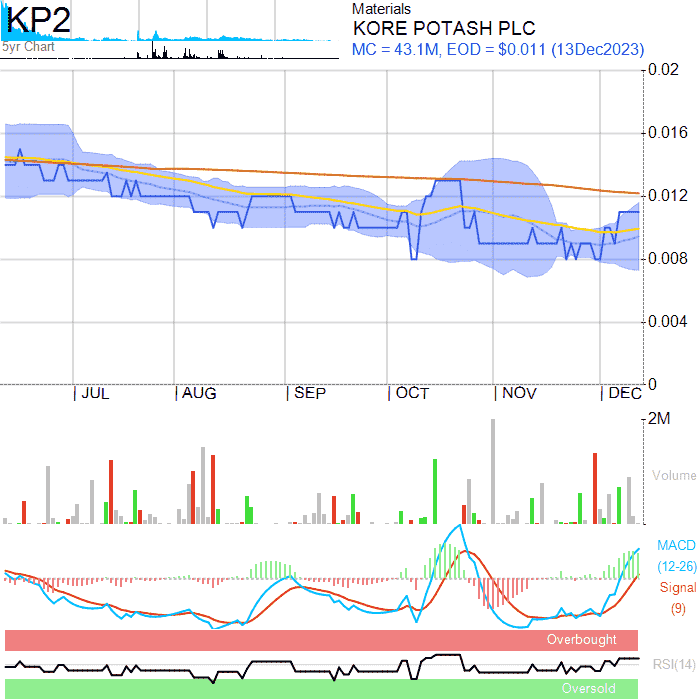 KP2
5yr Chart
Materials
KORE POTASH PLC
MC = 43.1M, EOD = $0.011 (13Dec2023)
0.02
0.016
0.012
0.008
0.004
0
| JUL | AUG | SEP | OCT | NOV | DEC
2M
Volume
MACD
(12-26)
Signal
(9)
Overbought
RSI(14)
Oversold